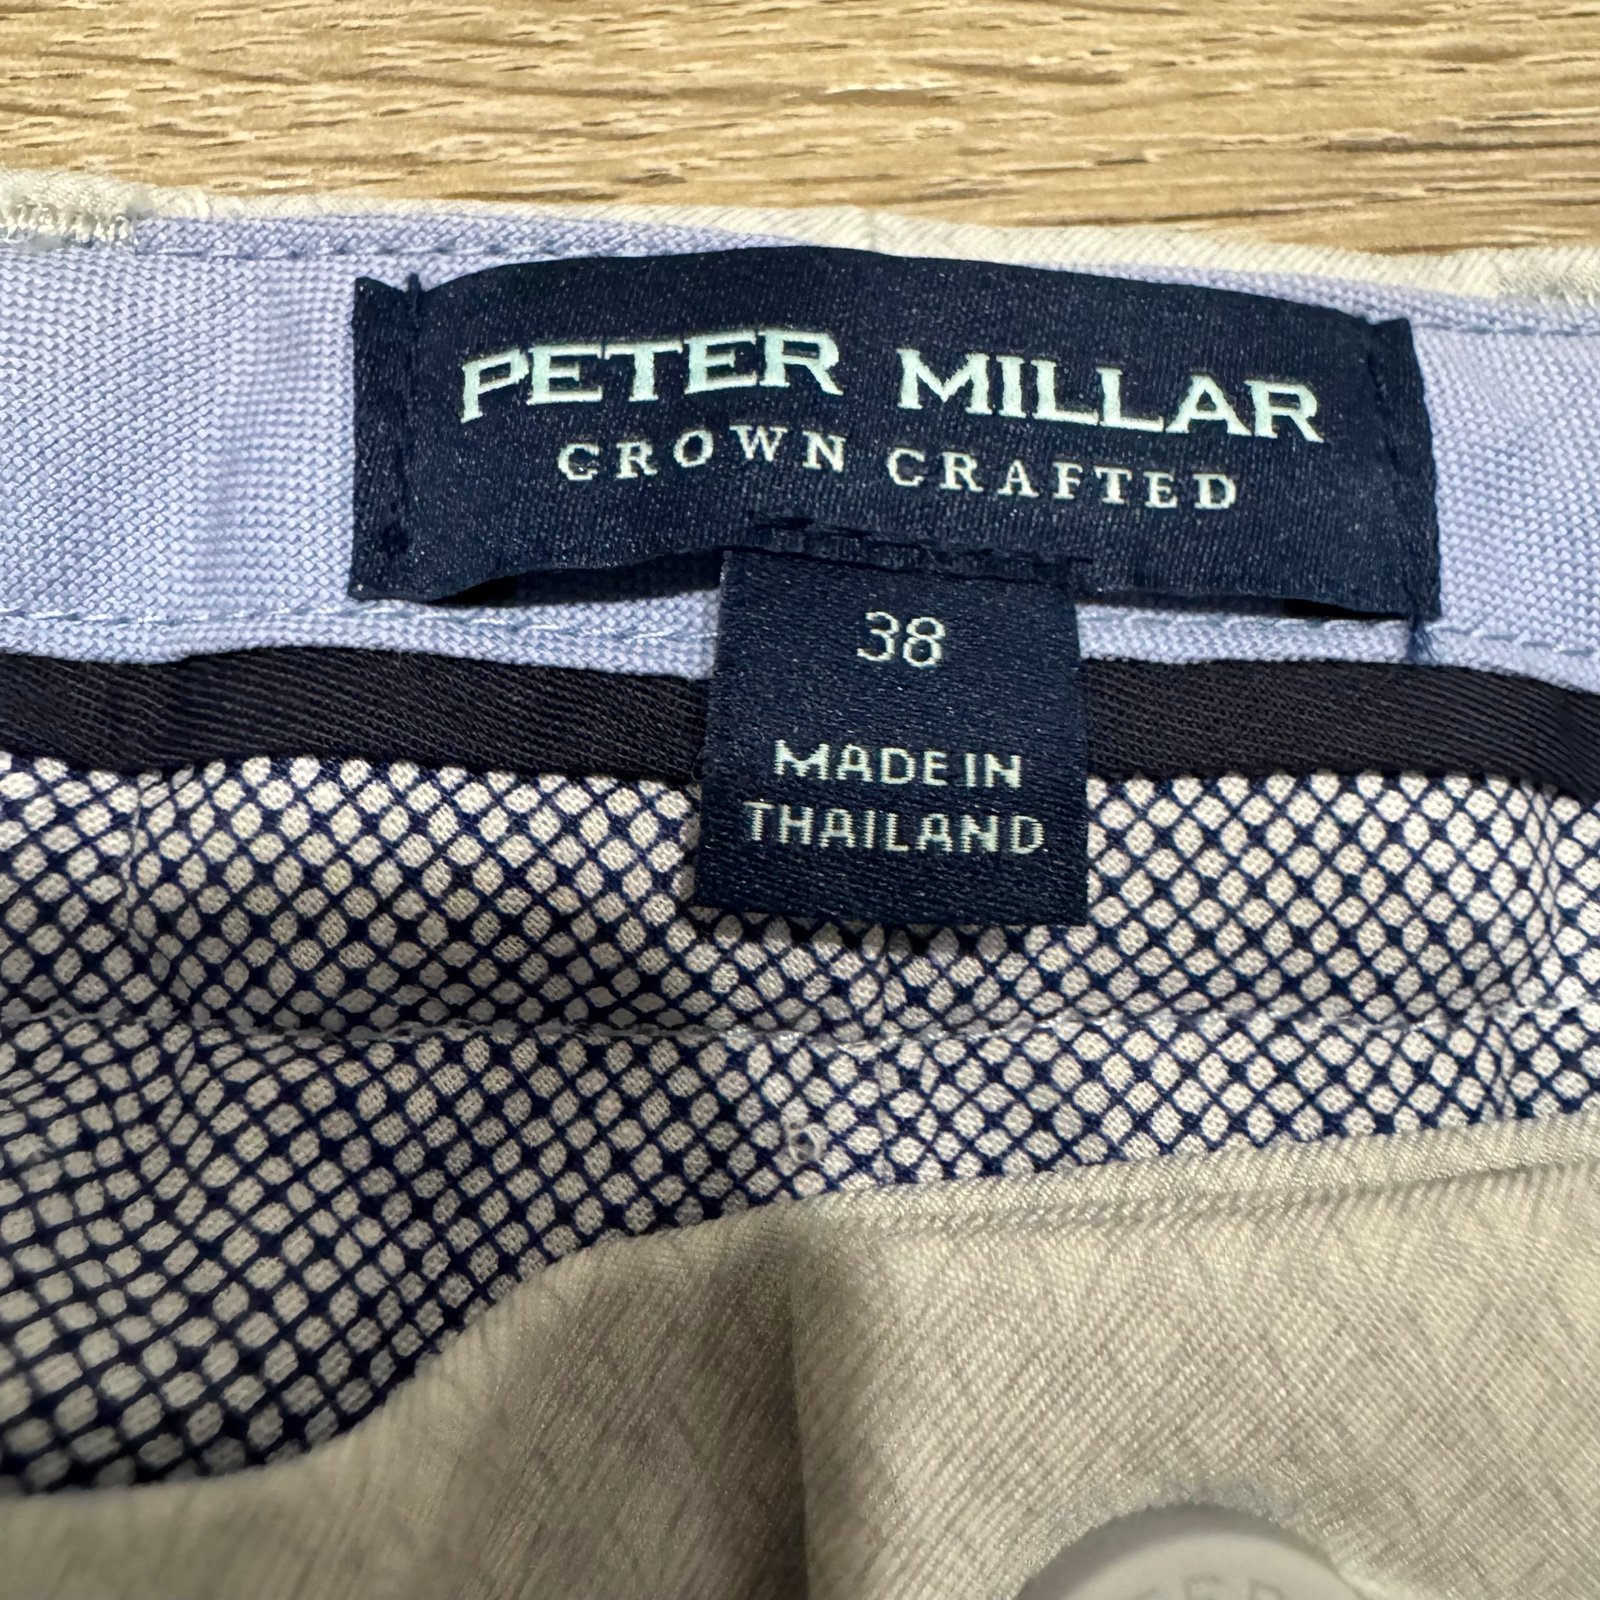 PETER MILLAR
CROWN CRAFTED
38
MADE IN
THAILAND